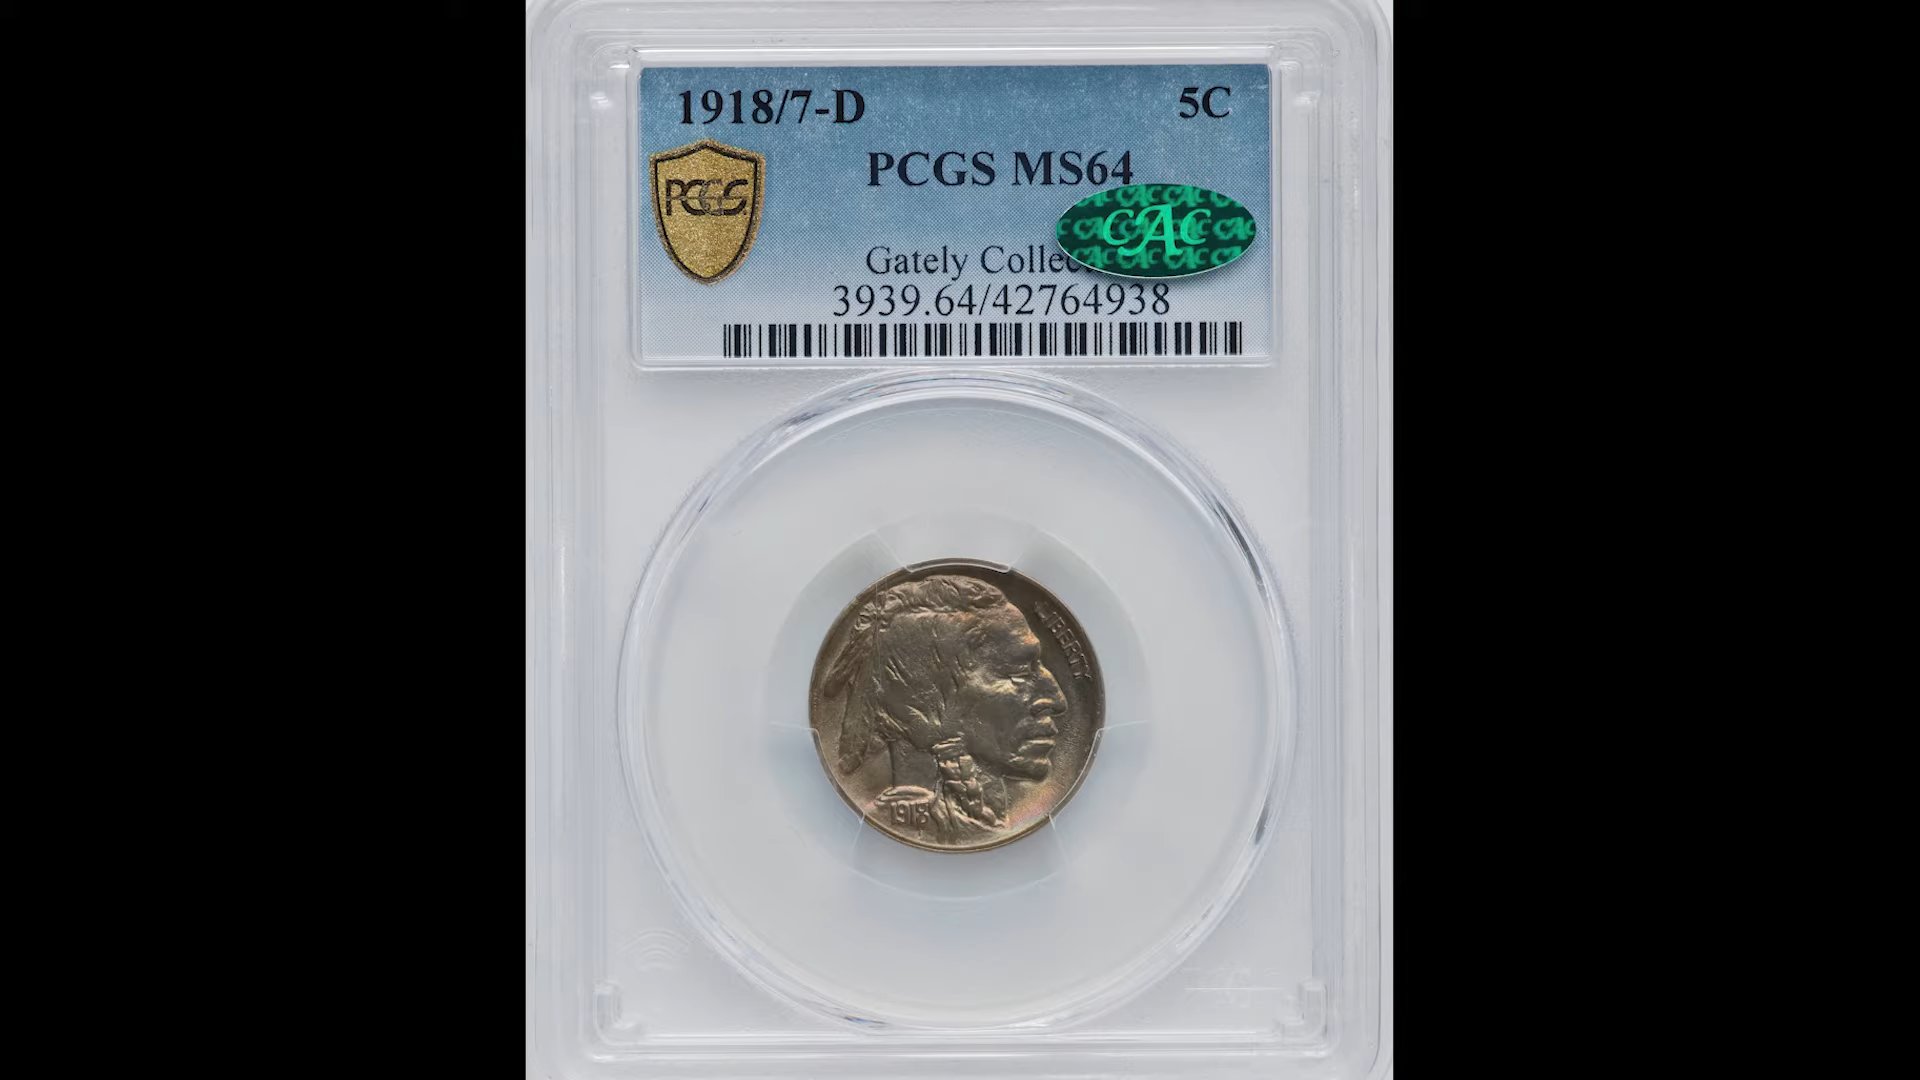 1918/7-D 5C
PCGS MS64
PCGS
CAC
Gately
3939.64/42764938
LIBERTY
1918